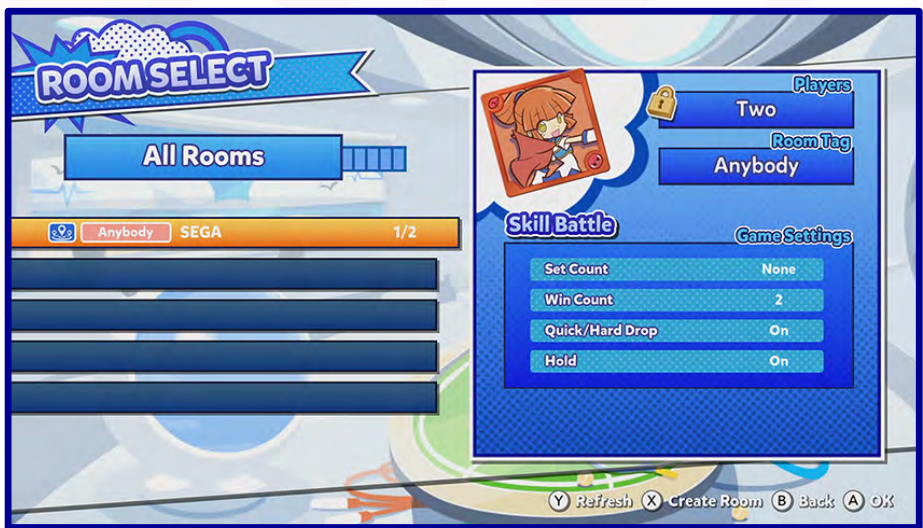 ROOM SELECT
All Rooms
Anybody SEGA 1/2
Players
Two
Room Tag
Anybody
Skill Battle
Game Settings
Set Count None
Win Count 2
Quick/Hard Drop On
Hold On
Y Refresh X Create Room B Back A OK